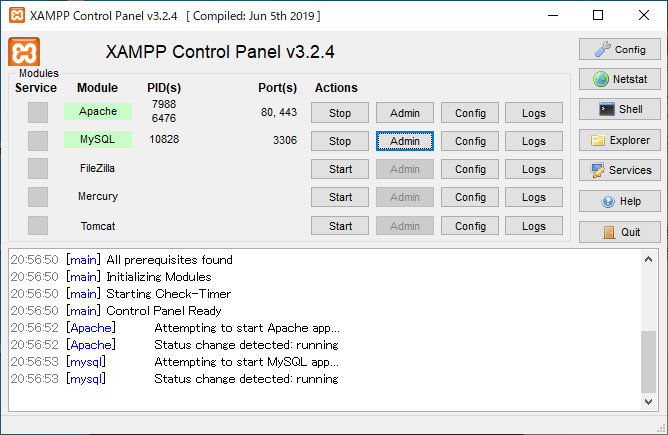 XAMPP Control Panel v3.2.4 [ Compiled: Jun 5th 2019 ]
XAMPP Control Panel v3.2.4
Config
Modules
Service Module PID(s) Port(s) Actions
Netstat
Apache 7988 6476 80, 443 Stop Admin Config Logs
Shell
MySQL 10828 3306 Stop Admin Config Logs
Explorer
FileZilla Start Admin Config Logs
Services
Mercury Start Admin Config Logs
Help
Tomcat Start Admin Config Logs
Quit
20:56:50 [main] All prerequisites found
20:56:50 [main] Initializing Modules
20:56:50 [main] Starting Check-Timer
20:56:50 [main] Control Panel Ready
20:56:52 [Apache] Attempting to start Apache app...
20:56:52 [Apache] Status change detected: running
20:56:53 [mysql] Attempting to start MySQL app...
20:56:53 [mysql] Status change detected: running